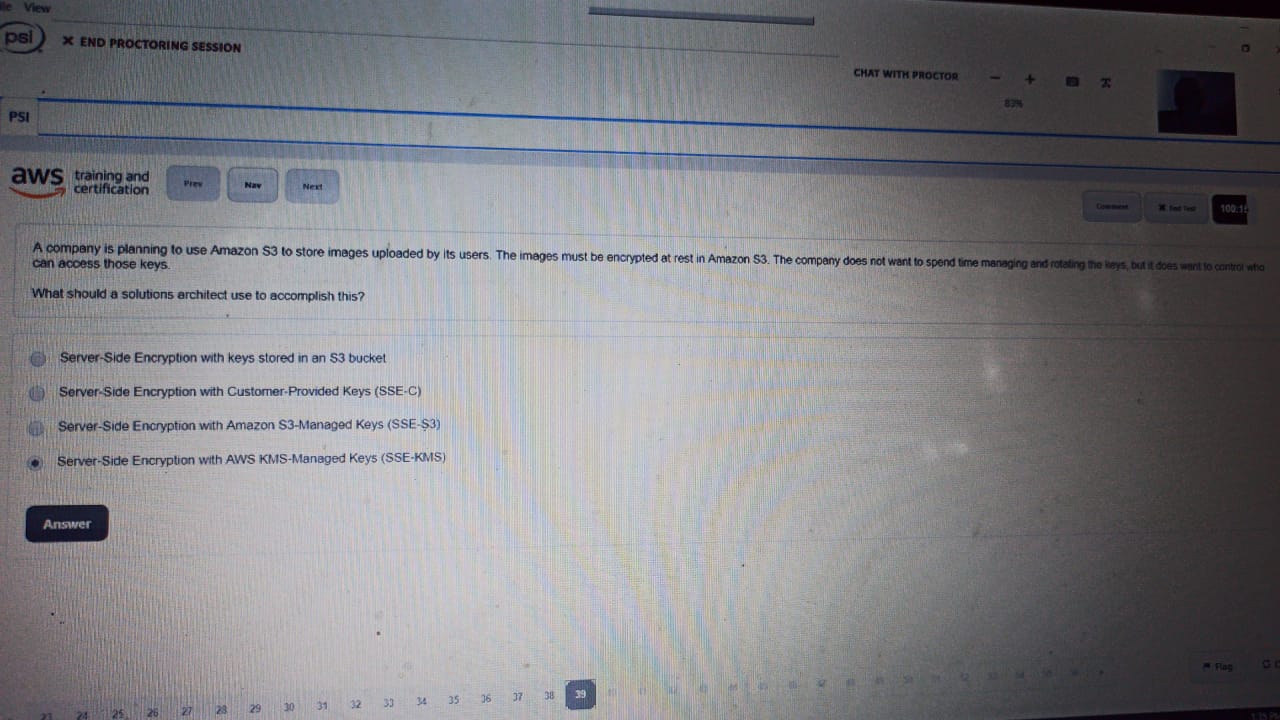 View
psi
X END PROCTORING SESSION
CHAT WITH PROCTOR
83%
PSI
aws training and certification
Prev
Nav
Next
Comment
End Test
A company is planning to use Amazon S3 to store images uploaded by its users. The images must be encrypted at rest in Amazon S3. The company does not want to spend time managing and rotating the keys, but it does want to control who
can access those keys.
What should a solutions architect use to accomplish this?
Server-Side Encryption with keys stored in an S3 bucket
Server-Side Encryption with Customer-Provided Keys (SSE-C)
Server-Side Encryption with Amazon S3-Managed Keys (SSE-S3)
Server-Side Encryption with AWS KMS-Managed Keys (SSE-KMS)
Answer
Flag
23 24 25 26 27 28 29 30 31 32 33 34 35 36 37 38 39